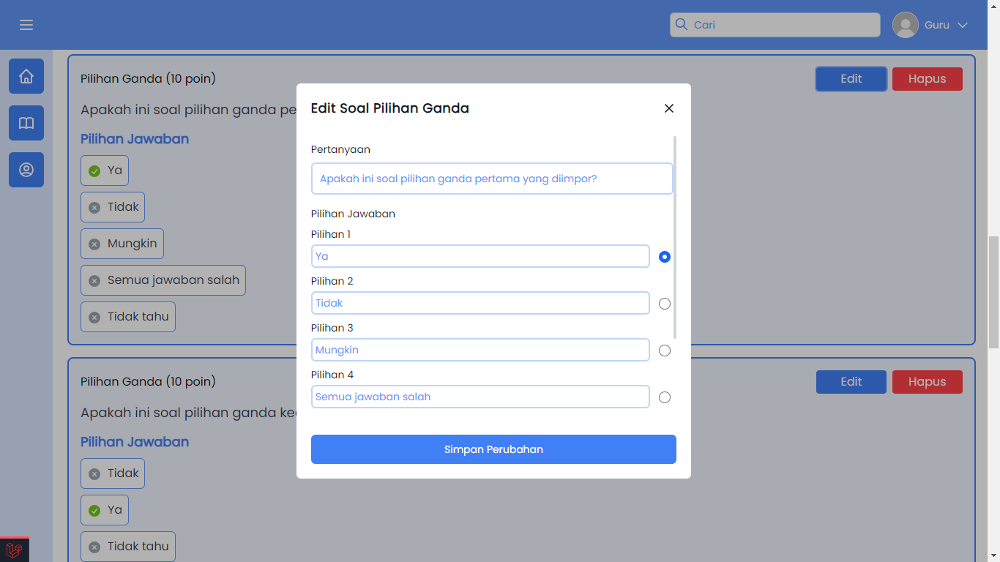 Cari
Guru
Pilihan Ganda (10 poin)
Edit
Hapus
Apakah ini soal pilihan ganda pe
Pilihan Jawaban
Ya
Tidak
Mungkin
Semua jawaban salah
Tidak tahu
Edit Soal Pilihan Ganda
Pertanyaan
Apakah ini soal pilihan ganda pertama yang diimpor?
Pilihan Jawaban
Pilihan 1
Ya
Pilihan 2
Tidak
Pilihan 3
Mungkin
Pilihan 4
Semua jawaban salah
Simpan Perubahan
Pilihan Ganda (10 poin)
Edit
Hapus
Apakah ini soal pilihan ganda ke
Pilihan Jawaban
Tidak
Ya
Tidak tahu